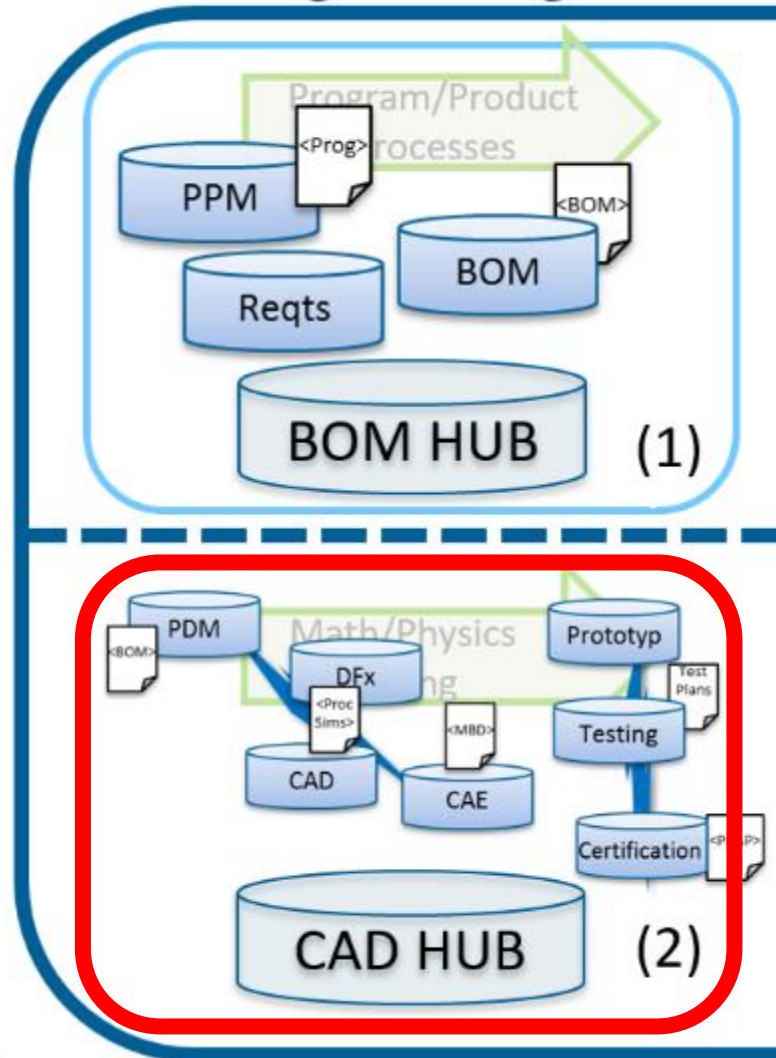 Program/Product
<Prog>
rocesses
PPM
<BOM>
BOM
Reqts
BOM HUB
(1)
PDM
<BOM>
Math/Physics
Prototyp
DFx
Test
Plans
<Proc
Sims>
<MBD>
Testing
CAD
CAE
Certification
CAD HUB
(2)